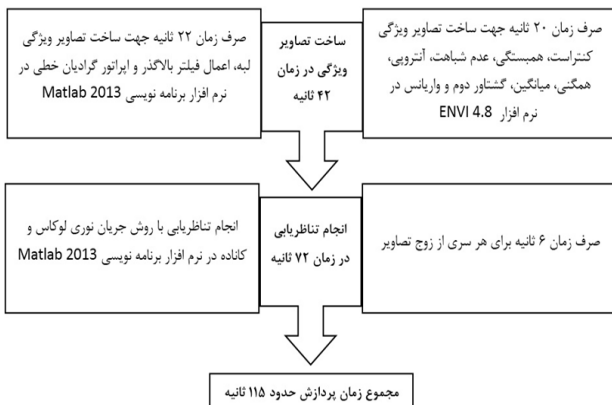 صرف زمان ۲۰ ثانیه جهت ساخت تصاویر ویژگی
کنتراست، همبستگی، عدم شباهت، آنتروپی،
همگنی، میانگین، گشتاور دوم و واریانس در
نرم افزار ENVI 4.8
ساخت تصاویر
ویژگی در زمان
۴۲ ثانیه
صرف زمان ۲۲ ثانیه جهت ساخت تصاویر ویژگی
لبه، اعمال فیلتر بالاگذر و اپراتور گرادیان خطی در
نرم افزار برنامه نویسی Matlab 2013
صرف زمان ۶ ثانیه برای هر سری از زوج تصاویر
انجام تناظریابی
در زمان ۷۲ ثانیه
انجام تناظریابی با روش جریان نوری لوکاس و
کاناده در نرم افزار برنامه نویسی Matlab 2013
مجموع زمان پردازش حدود ۱۱۵ ثانیه